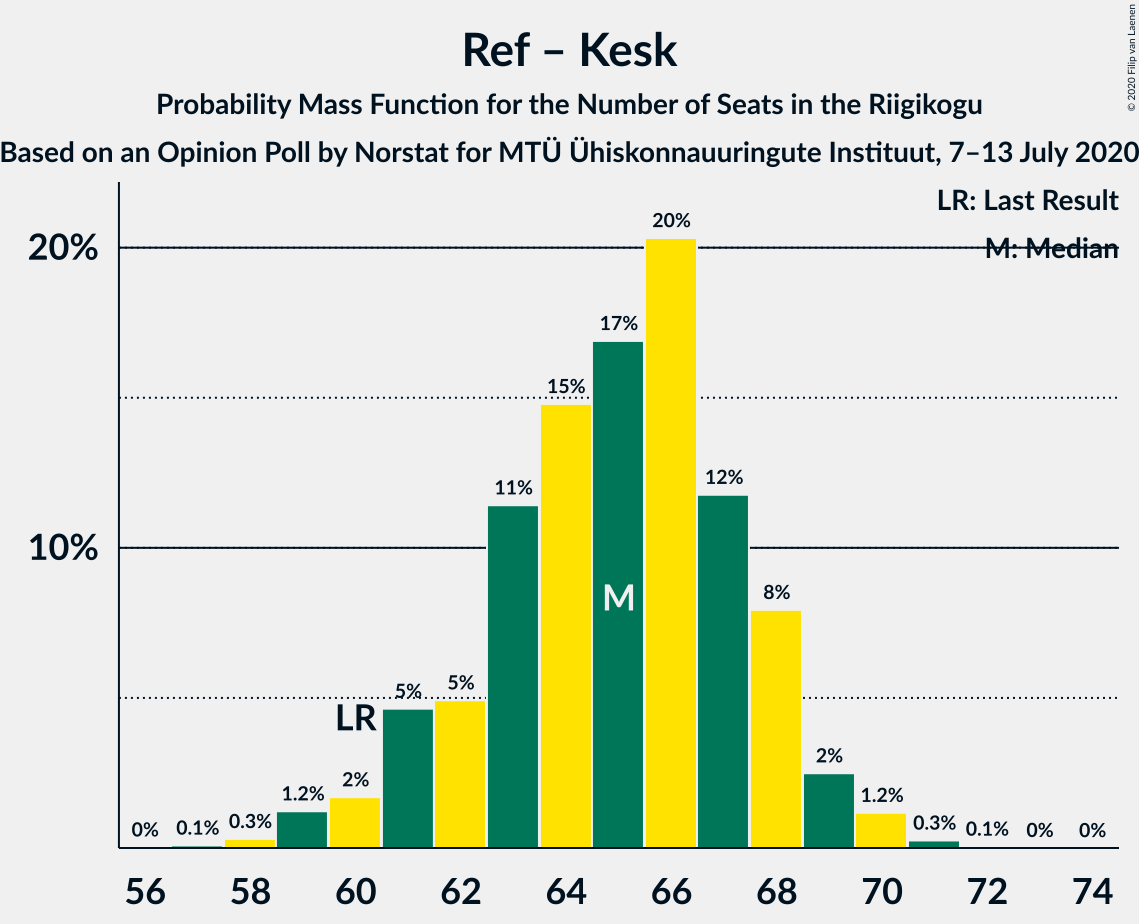 © 2020 Filip van Laenen
Ref – Kesk
Probability Mass Function for the Number of Seats in the Riigikogu
Based on an Opinion Poll by Norstat for MTÜ Ühiskonnauuringute Instituut, 7–13 July 2020
LR: Last Result
M: Median
20%
10%
0%
0.1%
0.3%
1.2%
2%
5%
5%
11%
15%
17%
20%
12%
8%
2%
1.2%
0.3%
0.1%
0%
0%
LR
M
56 58 60 62 64 66 68 70 72 74